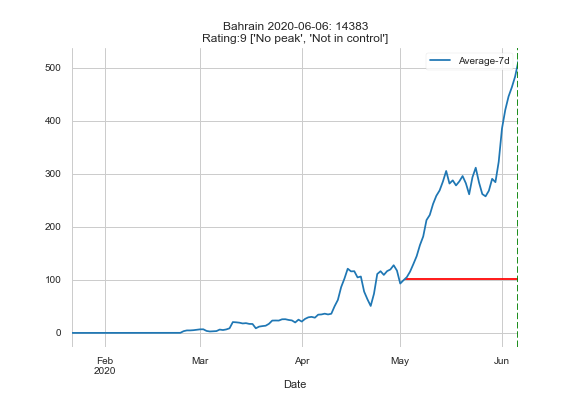 Bahrain 2020-06-06: 14383
Rating:9 ['No peak', 'Not in control']
Average-7d
500
400
300
200
100
0
Feb
2020
Mar
Apr
May
Jun
Date